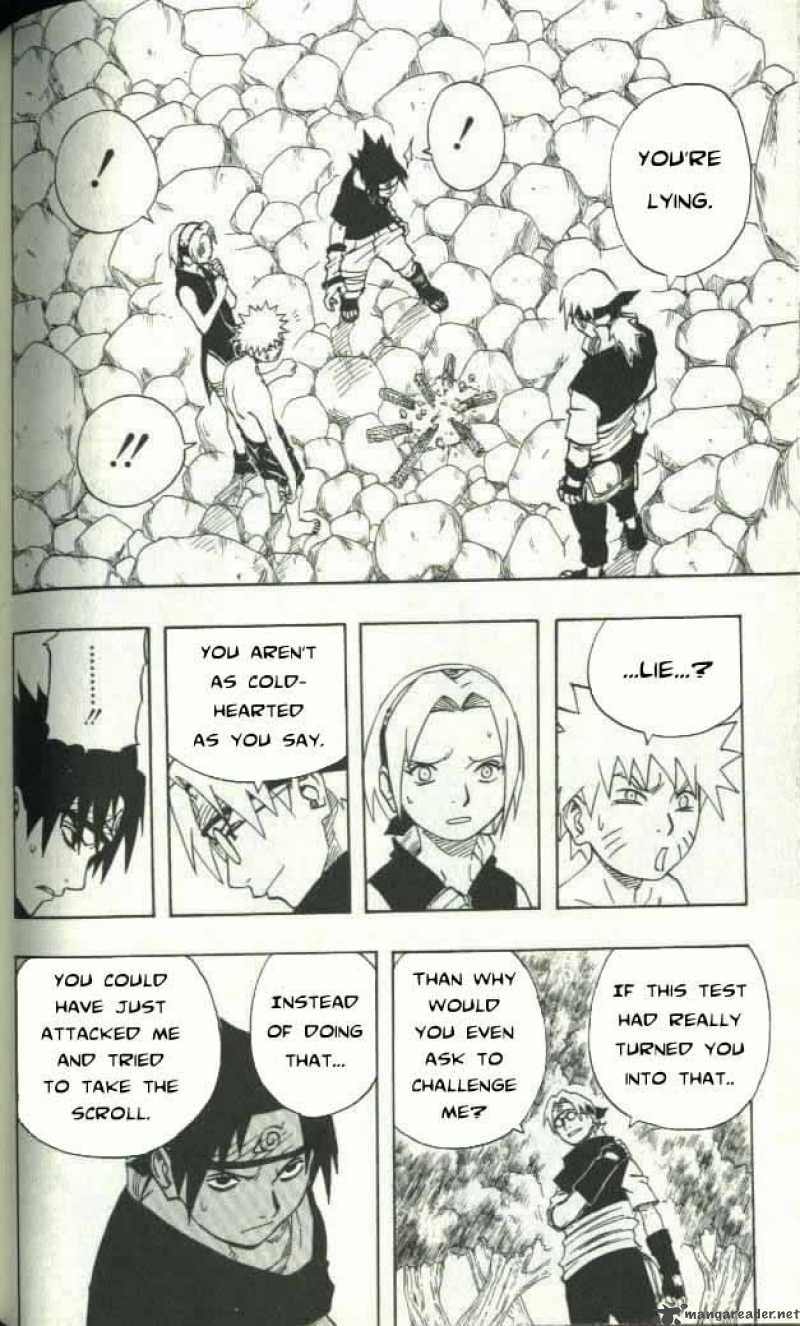 YOU'RE
LYING.
!
!
!!
...LIE...?
YOU AREN'T
AS COLD-
HEARTED
AS YOU SAY.
.........!!
IF THIS TEST
HAD REALLY
TURNED YOU
INTO THAT..
THAN WHY
WOULD
YOU EVEN
ASK TO
CHALLENGE
ME?
INSTEAD
OF DOING
THAT...
YOU COULD
HAVE JUST
ATTACKED ME
AND TRIED
TO TAKE THE
SCROLL.
mangareader.net